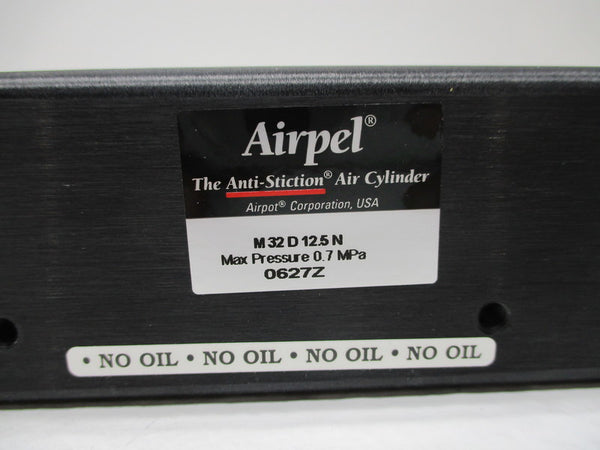 Airpel®
The Anti-Stiction® Air Cylinder
Airpot® Corporation, USA
M 32 D 12.5 N
Max Pressure 0.7 MPa
0627Z
• NO OIL • NO OIL • NO OIL • NO OIL